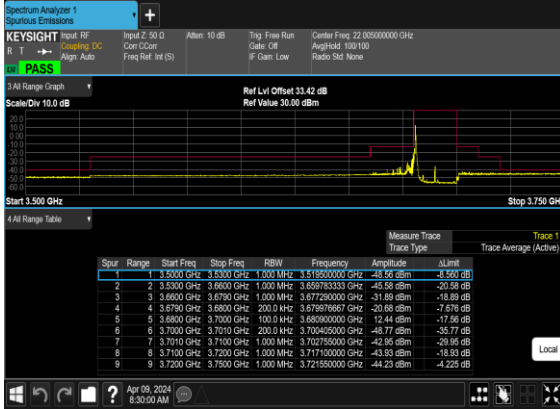 Spectrum Analyzer 1
Spurious Emissions
+
KEYSIGHT Input: RF Input Z: 50 Ω Atten: 10 dB Trig: Free Run Center Freq: 22.005000000 GHz
R T Coupling: DC Corr CCorr Gate: Off Avg|Hold: 100/100
Align: Auto Freq Ref: Int (S) IF Gain: Low Radio Std: None
PASS
3 All Range Graph Ref Lvl Offset 33.42 dB
Scale/Div 10.0 dB Ref Value 30.00 dBm
20.0
10.0
0.00
-10.0
-20.0
-30.0
-40.0
-50.0
-60.0
Start 3.500 GHz Stop 3.750 GH
4 All Range Table
Measure Trace Trace 1
Trace Type Trace Average (Active)
Spur Range Start Freq Stop Freq RBW Frequency Amplitude ΔLimit
1 1 3.5000 GHz 3.5300 GHz 1.000 MHz 3.519500000 GHz -48.56 dBm -8.560 dB
2 2 3.5300 GHz 3.6600 GHz 1.000 MHz 3.659783333 GHz -45.58 dBm -20.58 dB
3 3 3.6600 GHz 3.6790 GHz 1.000 MHz 3.677290000 GHz -31.89 dBm -18.89 dB
4 4 3.6790 GHz 3.6800 GHz 200.0 kHz 3.679976667 GHz -20.68 dBm -7.676 dB
5 5 3.6800 GHz 3.7000 GHz 100.0 kHz 3.680900000 GHz 12.44 dBm -17.56 dB
6 6 3.7000 GHz 3.7010 GHz 200.0 kHz 3.700405000 GHz -48.77 dBm -35.77 dB
7 7 3.7010 GHz 3.7100 GHz 1.000 MHz 3.702755000 GHz -42.95 dBm -29.95 dB
8 8 3.7100 GHz 3.7200 GHz 1.000 MHz 3.717100000 GHz -43.93 dBm -18.93 dB
9 9 3.7200 GHz 3.7500 GHz 1.000 MHz 3.721550000 GHz -44.23 dBm -4.225 dB
Local
? Apr 09, 2024
8:30:00 AM